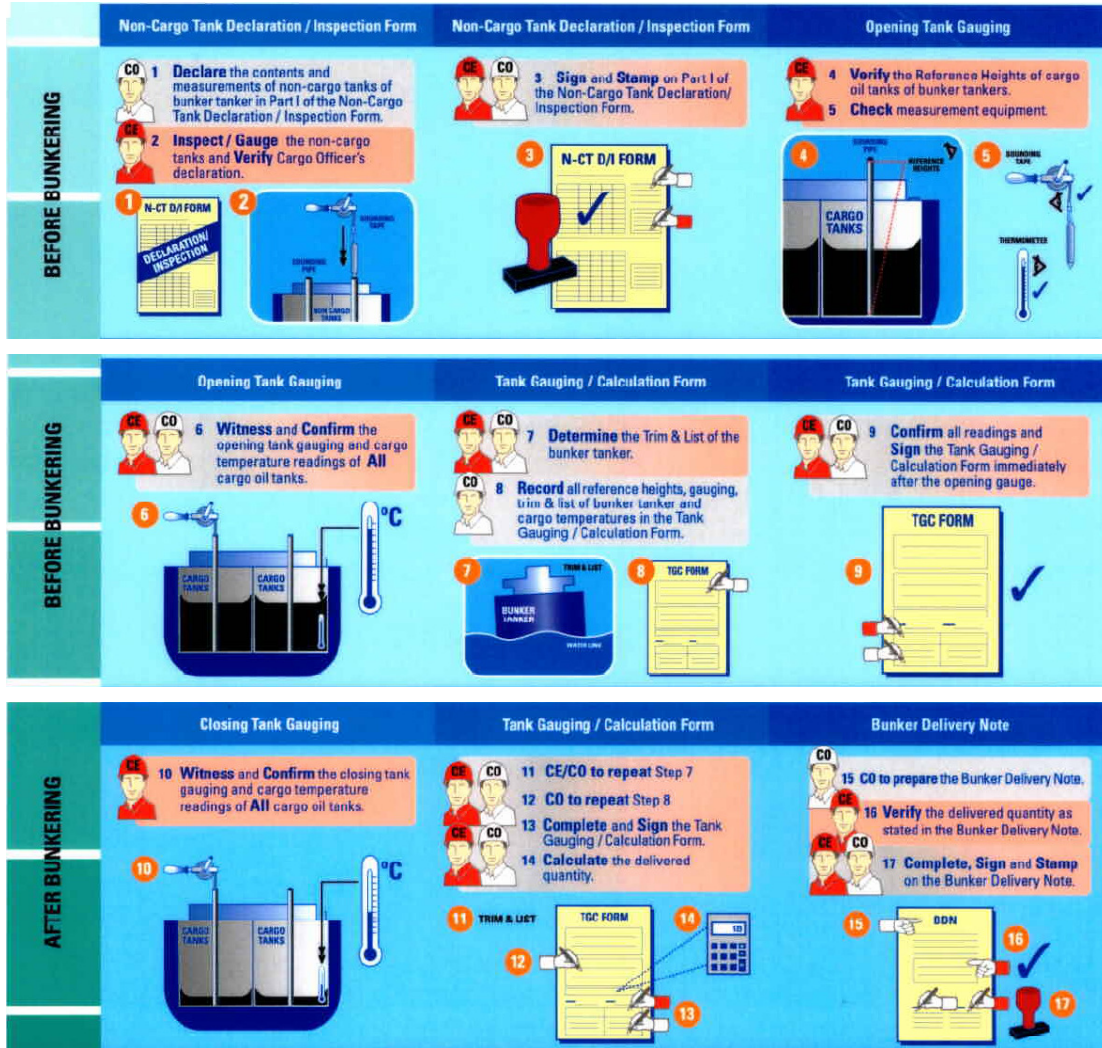 BEFORE BUNKERING
Non-Cargo Tank Declaration / Inspection Form
CO
1 Declare the contents and
measurements of non-cargo tanks of
bunker tanker in Part I of the Non-Cargo
Tank Declaration / Inspection Form.
CE
2 Inspect / Gauge the non-cargo
tanks and Verify Cargo Officer's
declaration.
1
N-CT D/I FORM
DECLARATION/
INSPECTION
2
SOUNDING
TAPE
SOUNDING
PIPE
NON CARGO
TANKS
Non-Cargo Tank Declaration / Inspection Form
CE CO
3 Sign and Stamp on Part I of
the Non-Cargo Tank Declaration/
Inspection Form.
3
N-CT D/I FORM
Opening Tank Gauging
CE
4 Verify the Reference Heights of cargo
oil tanks of bunker tankers.
5 Check measurement equipment.
4
SOUNDING
PIPE
REFERENCE
HEIGHTS
CARGO
TANKS
5
SOUNDING
TAPE
THERMOMETER
BEFORE BUNKERING
Opening Tank Gauging
CE CO
6 Witness and Confirm the
opening tank gauging and cargo
temperature readings of All
cargo oil tanks.
6
°C
CARGO
TANKS
CARGO
TANKS
Tank Gauging / Calculation Form
CE CO
7 Determine the Trim & List of the
bunker tanker.
CO
8 Record all reference heights, gauging,
trim & list of bunker tanker and
cargo temperatures in the Tank
Gauging / Calculation Form.
7
TRIM & LIST
BUNKER
TANKER
WATER LINE
8
TGC FORM
Tank Gauging / Calculation Form
CE CO
9 Confirm all readings and
Sign the Tank Gauging /
Calculation Form immediately
after the opening gauge.
TGC FORM
9
AFTER BUNKERING
Closing Tank Gauging
CE
10 Witness and Confirm the closing tank
gauging and cargo temperature
readings of All cargo oil tanks.
10
°C
CARGO
TANKS
CARGO
TANKS
Tank Gauging / Calculation Form
CE CO
11 CE/CO to repeat Step 7
CO
12 CO to repeat Step 8
CE CO
13 Complete and Sign the Tank
Gauging / Calculation Form.
14 Calculate the delivered
quantity.
11 TRIM & LIST
TGC FORM
14
12
13
Bunker Delivery Note
CO
15 CO to prepare the Bunker Delivery Note.
CE
16 Verify the delivered quantity as
stated in the Bunker Delivery Note.
CE CO
17 Complete, Sign and Stamp
on the Bunker Delivery Note.
15
BDN
16
17